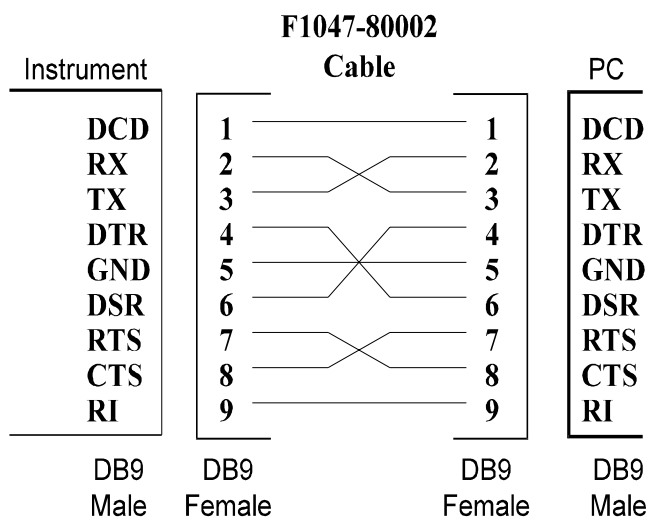 F1047-80002
Instrument Cable PC
DCD 1 1 DCD
RX 2 2 RX
TX 3 3 TX
DTR 4 4 DTR
GND 5 5 GND
DSR 6 6 DSR
RTS 7 7 RTS
CTS 8 8 CTS
RI 9 9 RI
DB9 DB9 DB9 DB9
Male Female Female Male